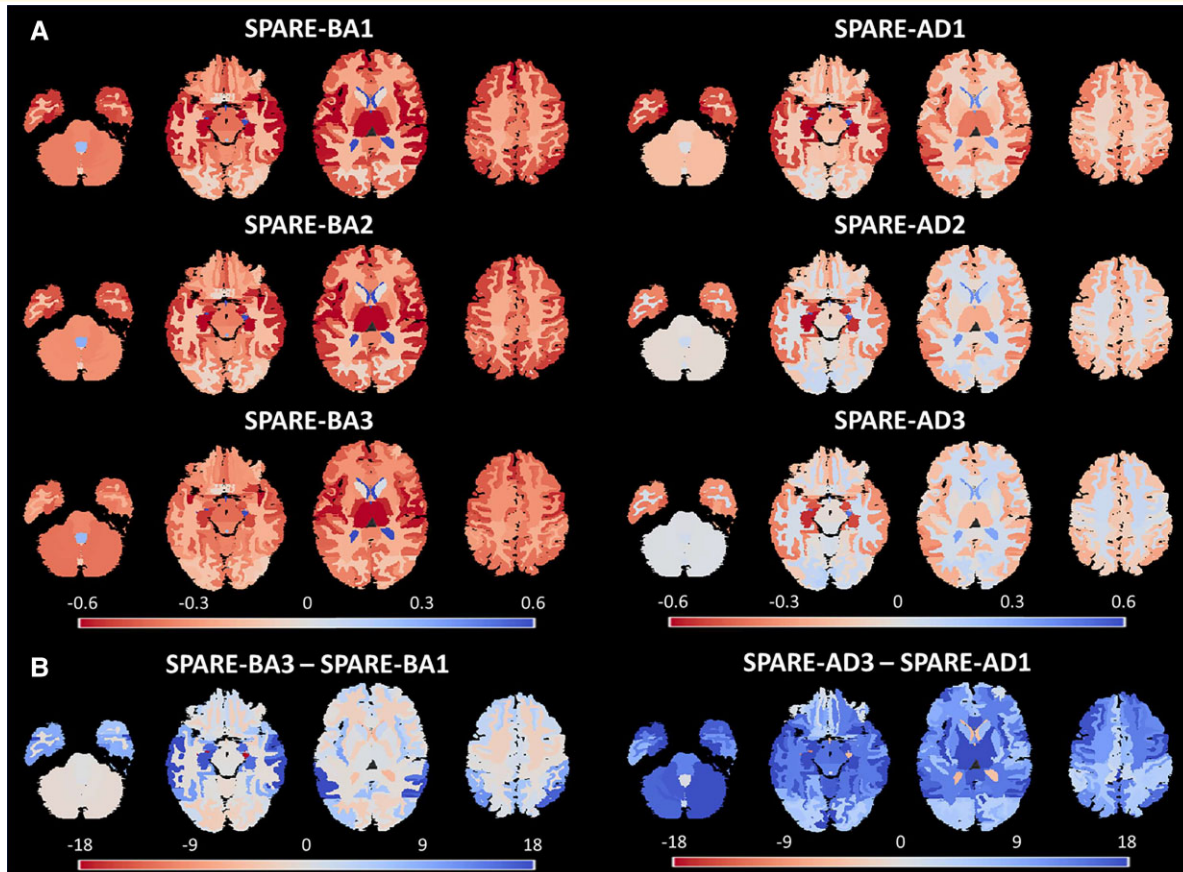 A
SPARE-BA1
SPARE-AD1
SPARE-BA2
SPARE-AD2
SPARE-BA3
SPARE-AD3
-0.6 -0.3 0 0.3 0.6
-0.6 -0.3 0 0.3 0.6
B
SPARE-BA3 – SPARE-BA1
SPARE-AD3 – SPARE-AD1
-18 -9 0 9 18
-18 -9 0 9 18